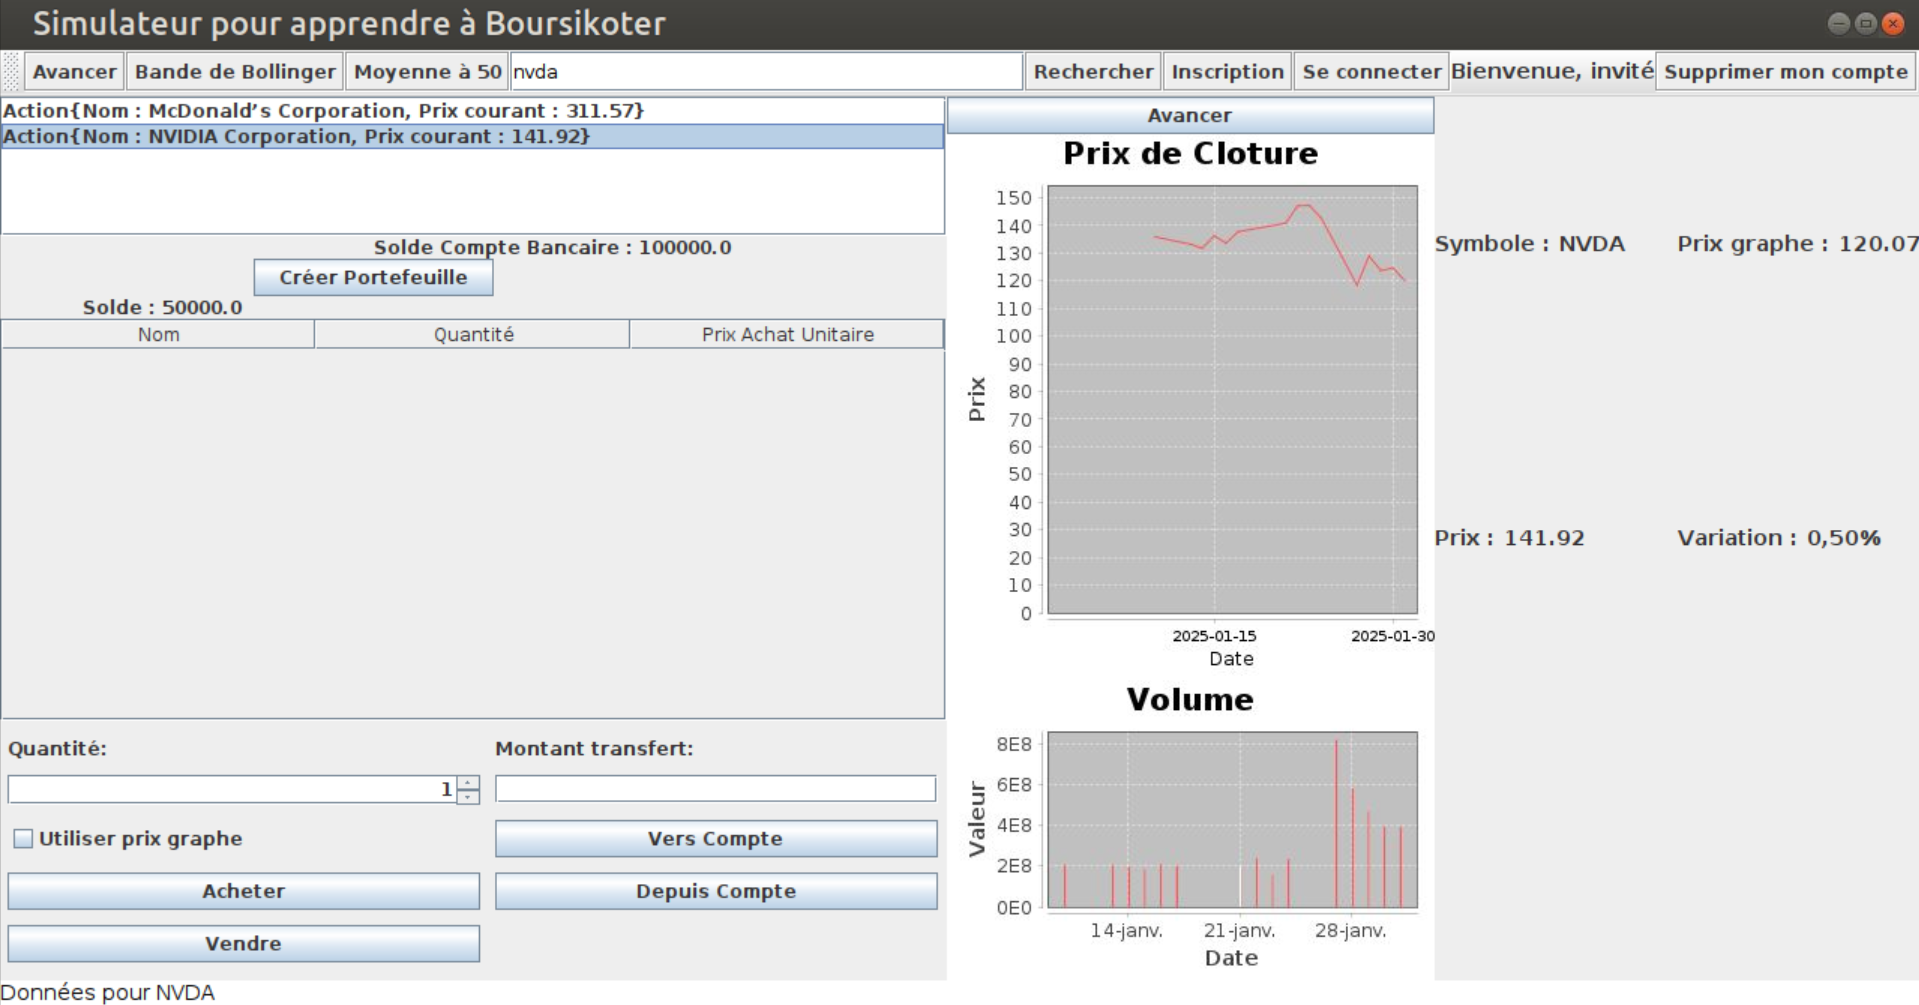 Simulateur pour apprendre à Boursikoter
Avancer Bande de Bollinger Moyenne à 50 nvda Rechercher Inscription Se connecter Bienvenue, invité Supprimer mon compte
Action{Nom : McDonald’s Corporation, Prix courant : 311.57}
Action{Nom : NVIDIA Corporation, Prix courant : 141.92}
Solde Compte Bancaire : 100000.0
Créer Portefeuille
Solde : 50000.0
Nom Quantité Prix Achat Unitaire
Quantité: Montant transfert:
1
Utiliser prix graphe Vers Compte
Acheter Depuis Compte
Vendre
Avancer
Prix de Cloture
150
140
130
120
110
100
90
80
70
60
50
40
30
20
10
0
Prix
2025-01-15 2025-01-30
Date
Volume
8E8
6E8
4E8
2E8
0E0
Valeur
14-janv. 21-janv. 28-janv.
Date
Symbole : NVDA Prix graphe : 120.07
Prix : 141.92 Variation : 0,50%
Données pour NVDA